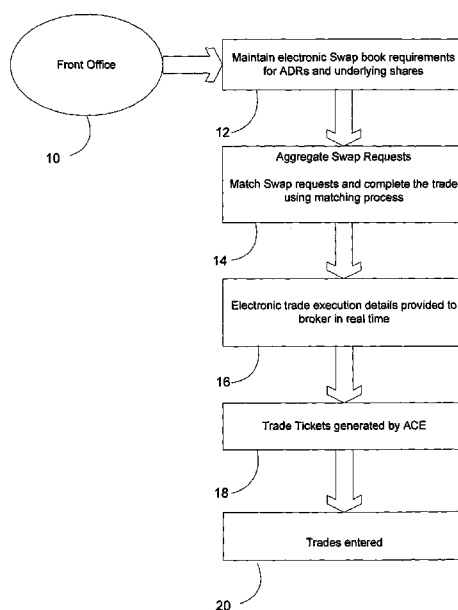 Front Office
10
Maintain electronic Swap book requirements
for ADRs and underlying shares
12
Aggregate Swap Requests
Match Swap requests and complete the trade
using matching process
14
Electronic trade execution details provided to
broker in real time
16
Trade Tickets generated by ACE
18
Trades entered
20